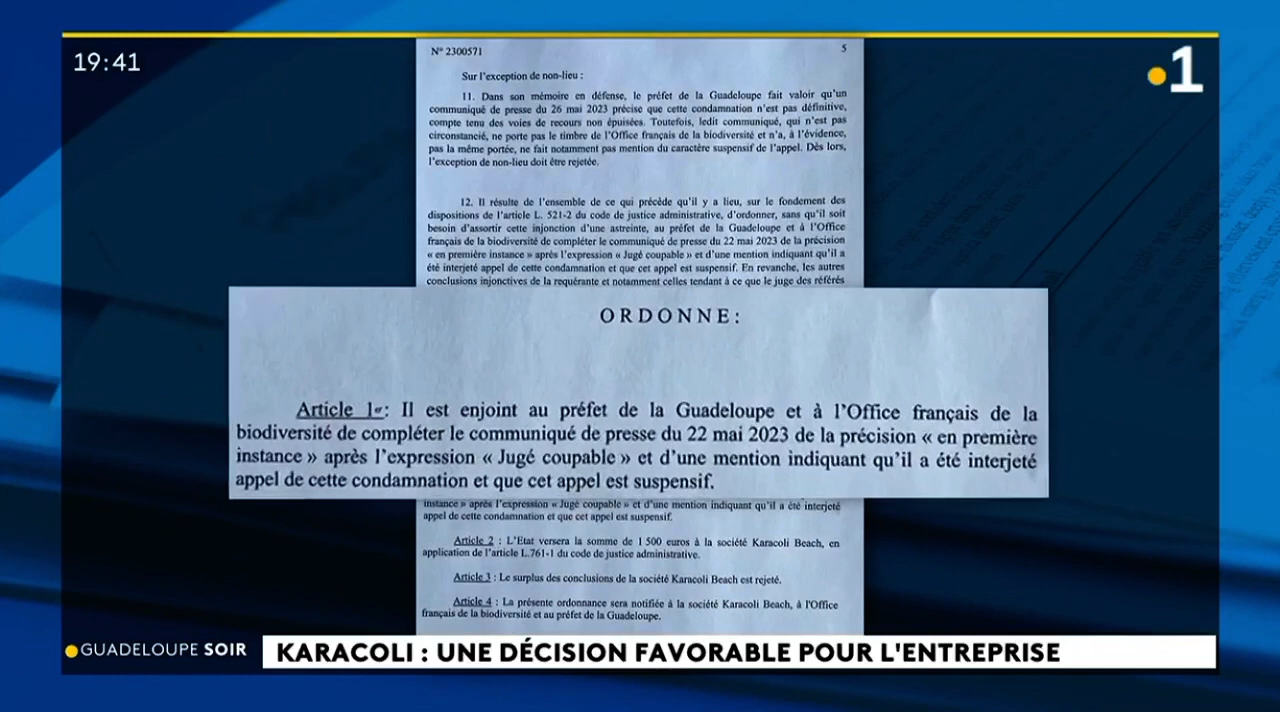 19:41
1
N° 2300571
5
Sur l'exception de non-lieu :
11. Dans son mémoire en défense, le préfet de la Guadeloupe fait valoir qu'un
communiqué de presse du 26 mai 2023 précise que cette condamnation n'est pas définitive,
compte tenu des voies de recours non épuisées. Toutefois, ledit communiqué, qui n'est pas
circonstancié, ne porte pas le timbre de l'Office français de la biodiversité et n'a, à l'évidence,
pas la même portée, ne fait notamment pas mention du caractère suspensif de l'appel. Dès lors,
l'exception de non-lieu doit être rejetée.
12. Il résulte de l'ensemble de ce qui précède qu'il y a lieu, sur le fondement des
dispositions de l'article L. 521-2 du code de justice administrative, d'ordonner, sans qu'il soit
besoin d'assortir cette injonction d'une astreinte, au préfet de la Guadeloupe et à l'Office
français de la biodiversité de compléter le communiqué de presse du 22 mai 2023 de la précision
« en première instance » après l'expression « Jugé coupable » et d'une mention indiquant qu'il a
été interjeté appel de cette condamnation et que cet appel est suspensif. En revanche, les autres
conclusions injonctives de la requérante et notamment celles tendant à ce que le juge des référés
ORDONNE :
Article 1er : Il est enjoint au préfet de la Guadeloupe et à l'Office français de la
biodiversité de compléter le communiqué de presse du 22 mai 2023 de la précision « en première
instance » après l'expression « Jugé coupable » et d'une mention indiquant qu'il a été interjeté
appel de cette condamnation et que cet appel est suspensif.
instance » après l'expression « Jugé coupable » et d'une mention indiquant qu'il a été interjeté
appel de cette condamnation et que cet appel est suspensif.
Article 2 : L'Etat versera la somme de 1 500 euros à la société Karacoli Beach, en
application de l'article L.761-1 du code de justice administrative.
Article 3 : Le surplus des conclusions de la société Karacoli Beach est rejeté.
Article 4 : La présente ordonnance sera notifiée à la société Karacoli Beach, à l'Office
français de la biodiversité et au préfet de la Guadeloupe.
GUADELOUPE SOIR
KARACOLI : UNE DÉCISION FAVORABLE POUR L'ENTREPRISE